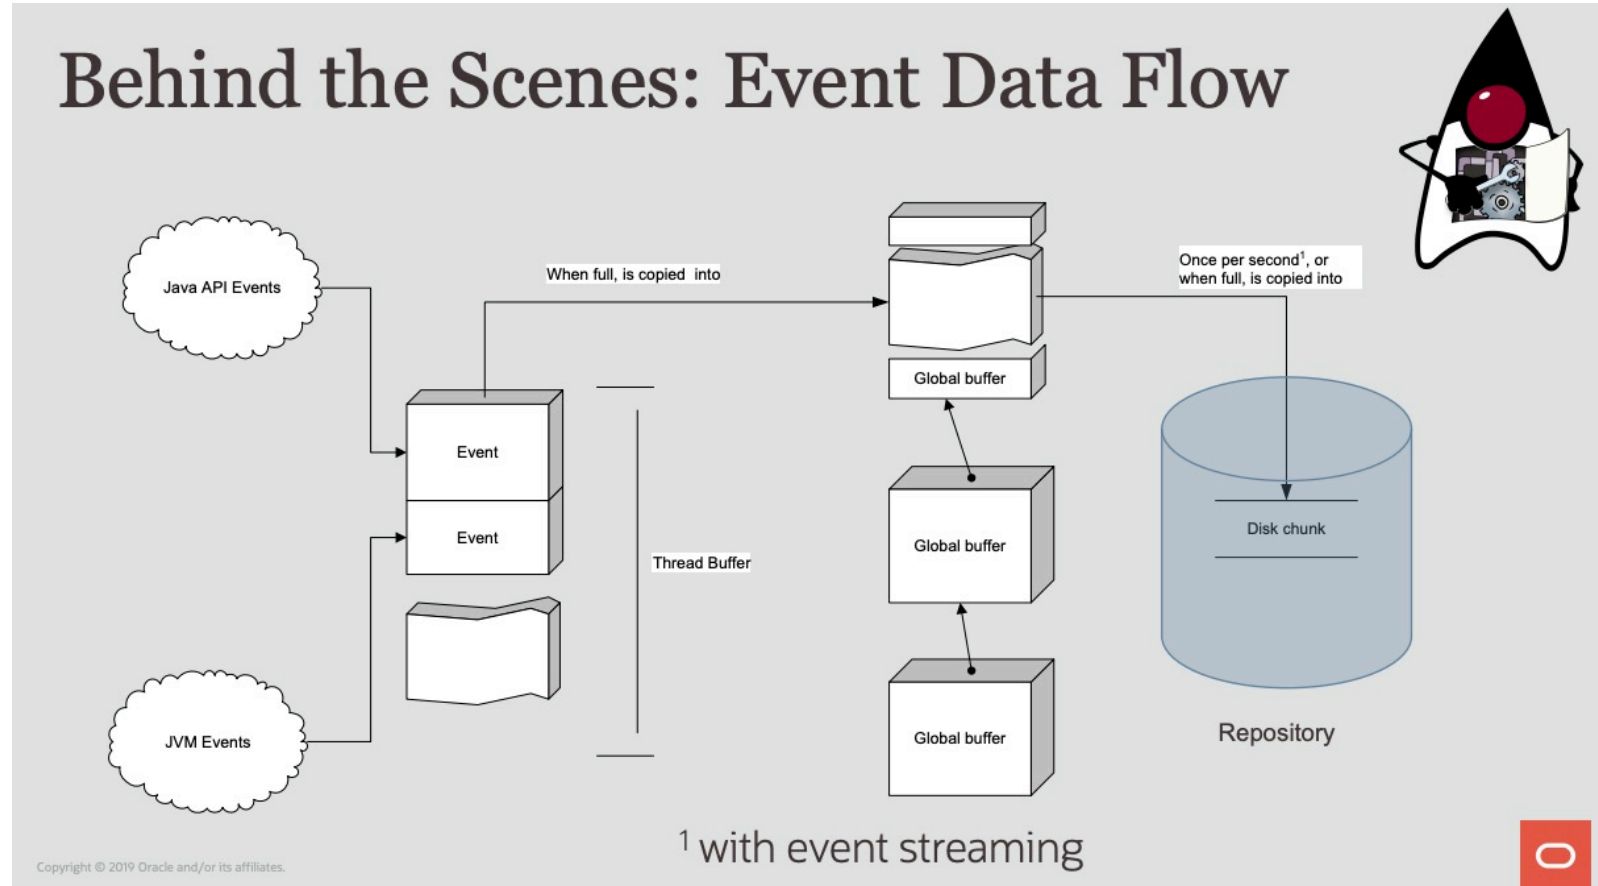 Behind the Scenes: Event Data Flow
Java API Events
When full, is copied into
Once per second¹, or
when full, is copied into
Global buffer
Event
Event
Thread Buffer
Global buffer
Disk chunk
JVM Events
Global buffer
Repository
¹ with event streaming
Copyright © 2019 Oracle and/or its affiliates.